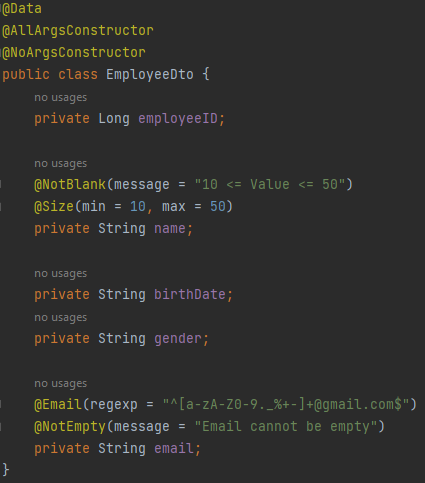 @Data
@AllArgsConstructor
@NoArgsConstructor
public class EmployeeDto {
no usages
private Long employeeID;
no usages
@NotBlank(message = "10 <= Value <= 50")
@Size(min = 10, max = 50)
private String name;
no usages
private String birthDate;
no usages
private String gender;
no usages
@Email(regexp = "^[a-zA-Z0-9._%+-]+@gmail.com$")
@NotEmpty(message = "Email cannot be empty")
private String email;
}